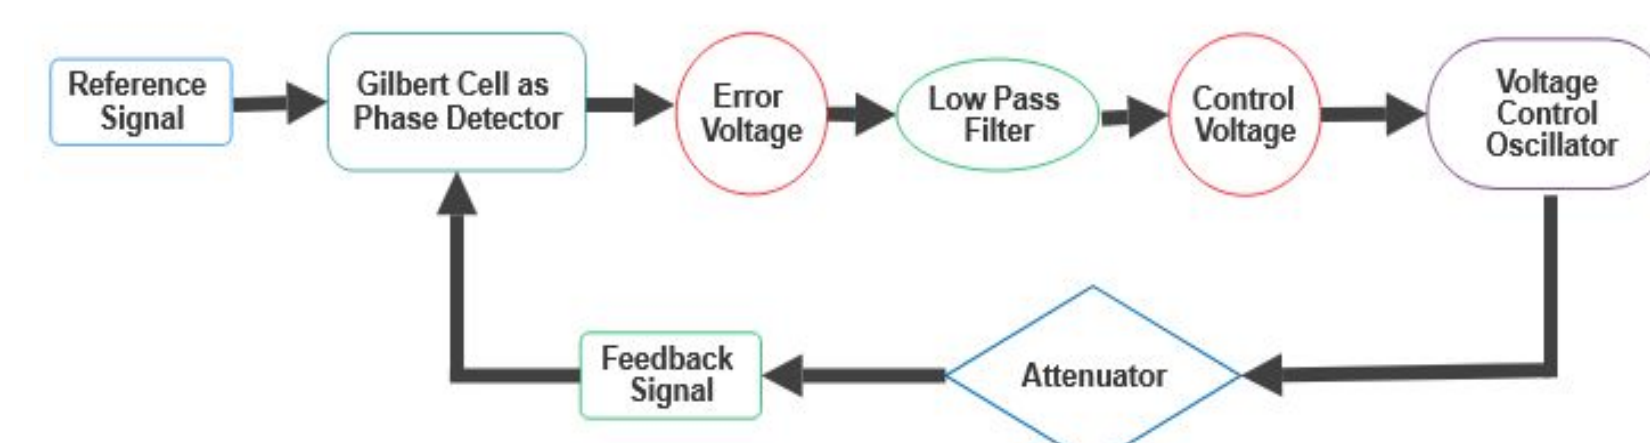 Reference
Signal
Gilbert Cell as
Phase Detector
Error
Voltage
Low Pass
Filter
Control
Voltage
Voltage
Control
Oscillator
Feedback
Signal
Attenuator